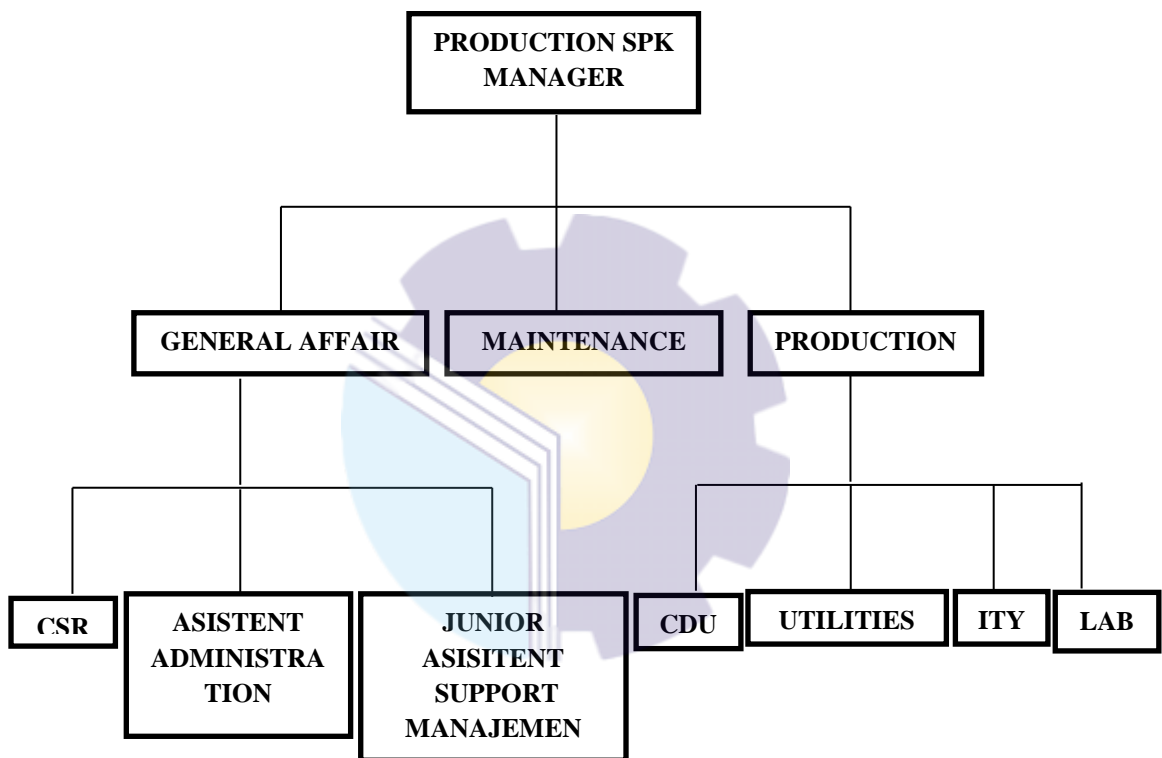 PRODUCTION SPK
MANAGER
GENERAL AFFAIR
MAINTENANCE
PRODUCTION
CSR
ASISTENT
ADMINISTRA
TION
JUNIOR
ASISITENT
SUPPORT
MANAJEMEN
CDU
UTILITIES
ITY
LAB